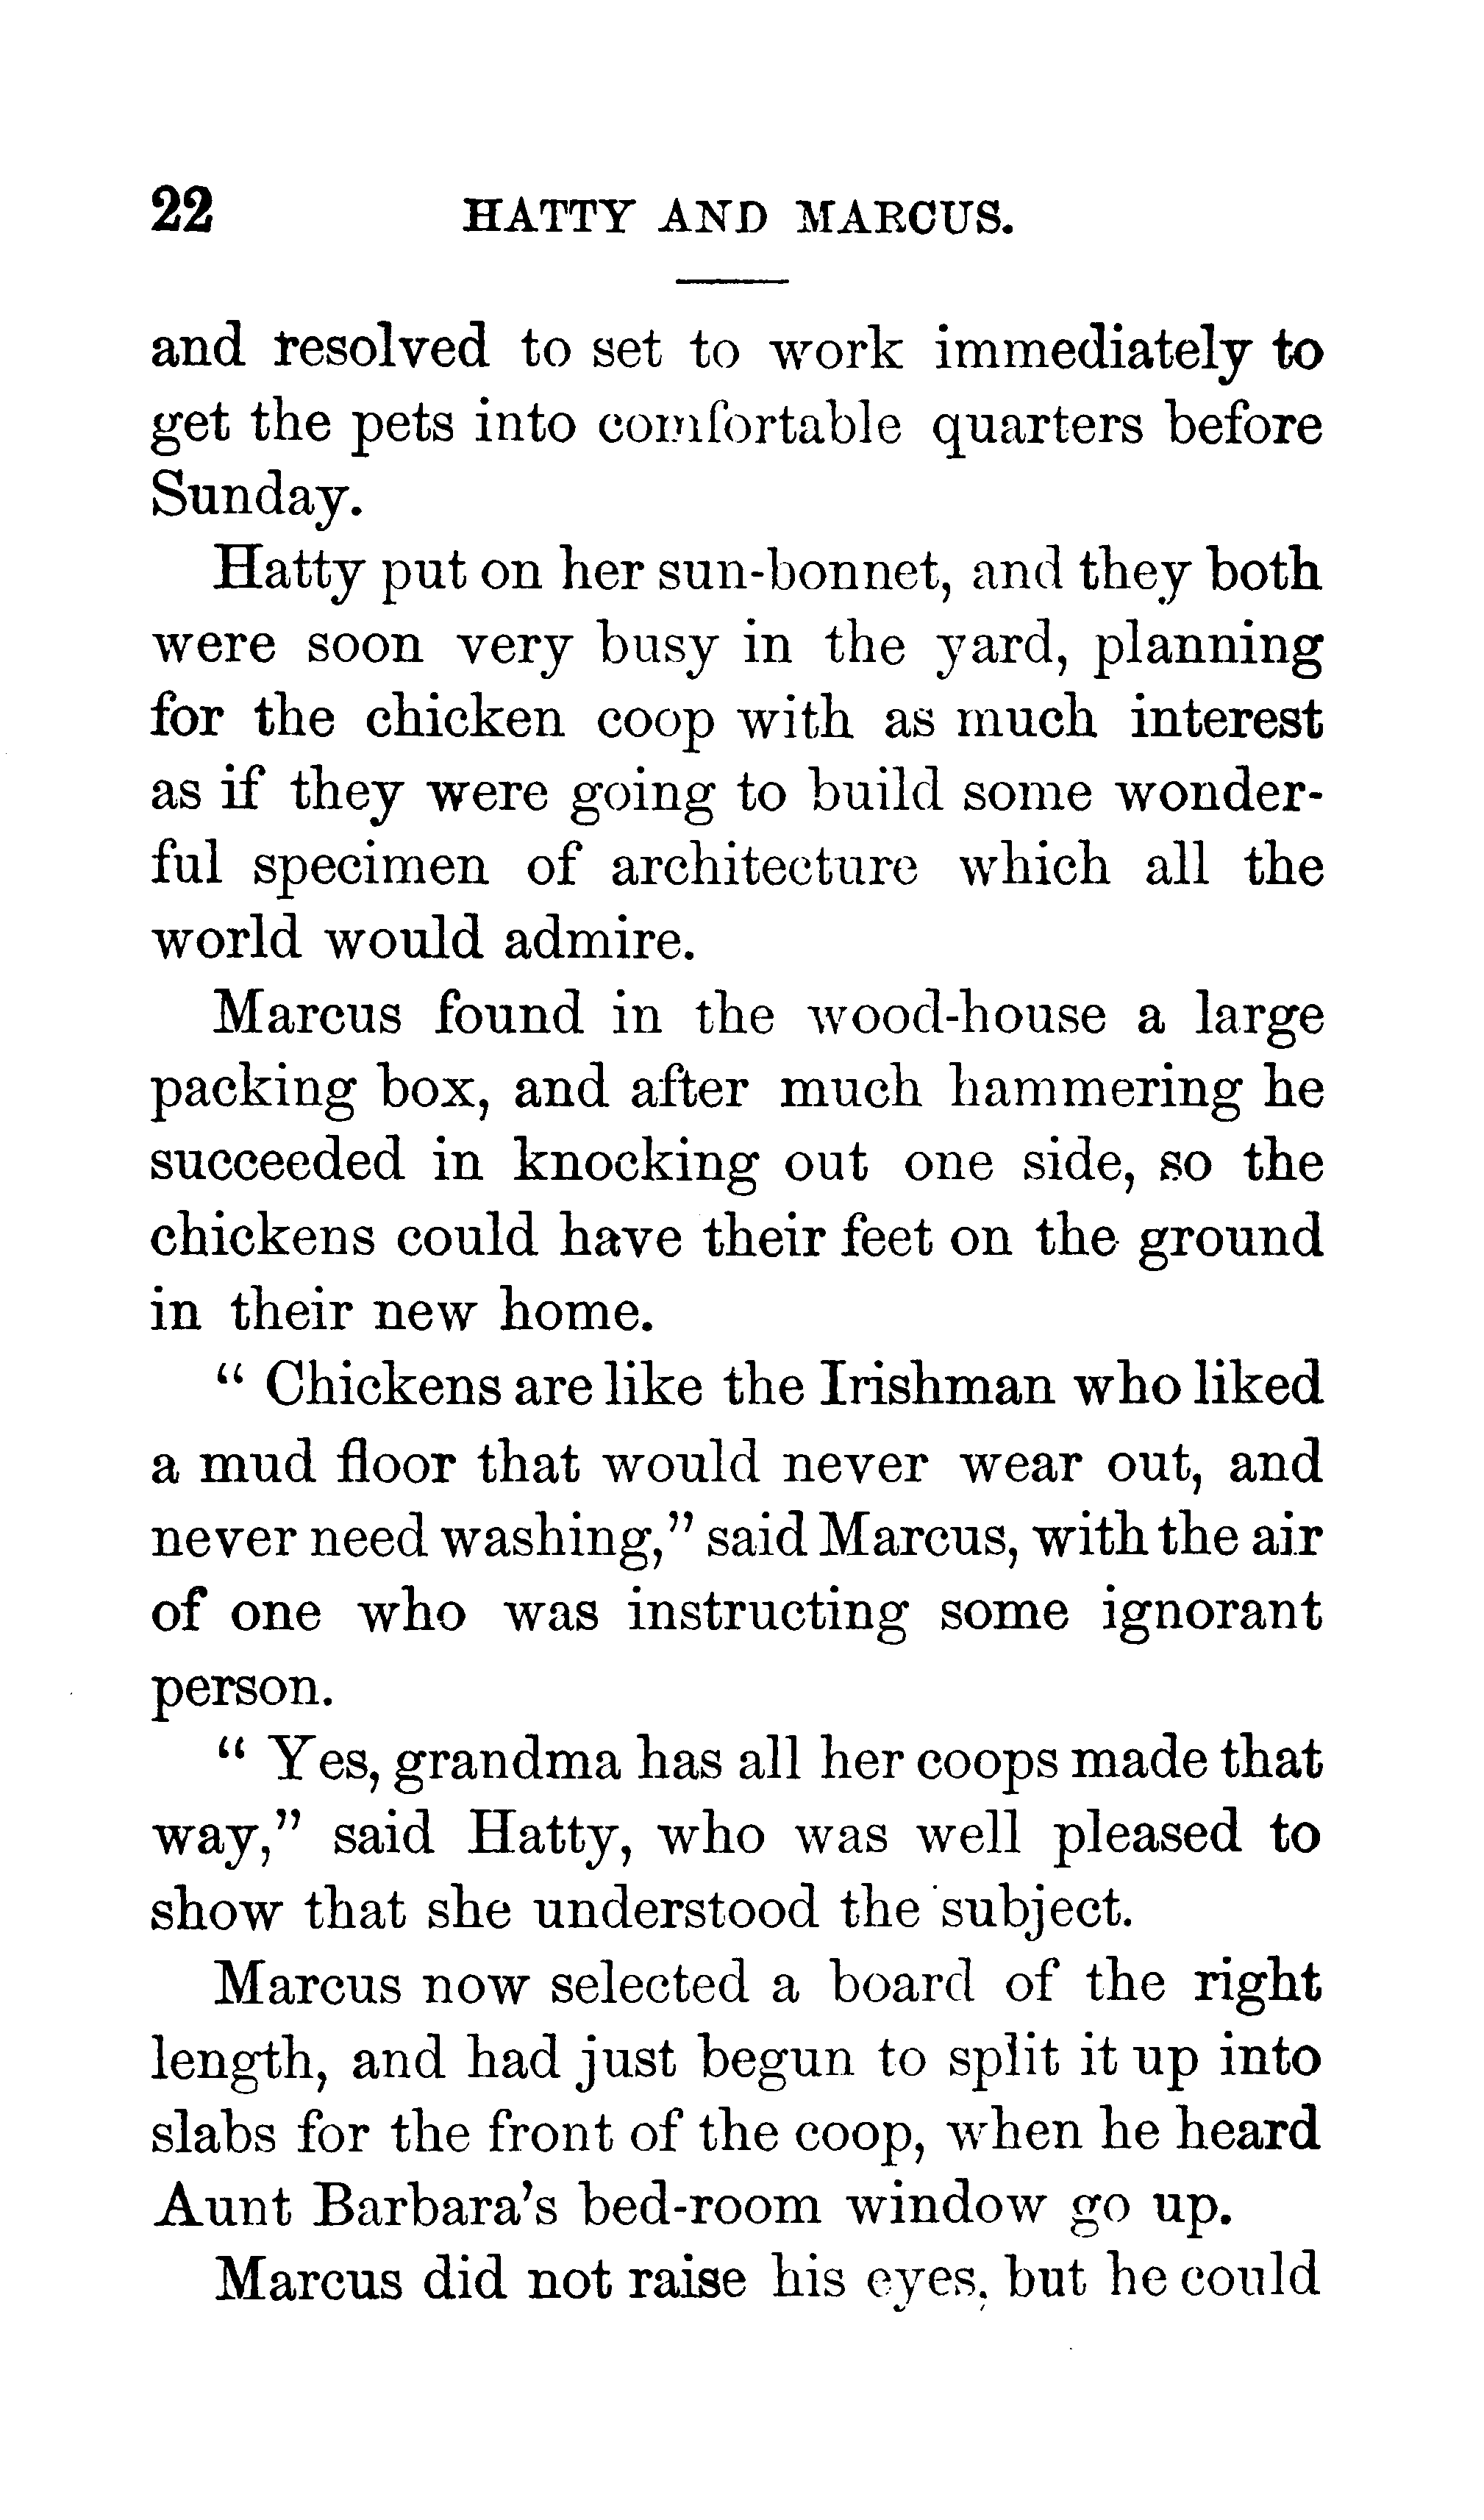 22 HATTY AND MARCUS.
and resolved to set to work immediately to
get the pets into comfortable quarters before
Sunday.
Hatty put on her sun-bonnet, and they both
were soon very busy in the yard, planning
for the chicken coop with as much interest
as if they were going to build some wonder-
ful specimen of architecture which all the
world would admire.
Marcus found in the wood-house a large
packing box, and after much hammering he
succeeded in knocking out one side, so the
chickens could have their feet on the ground
in their new home.
“ Chickens are like the Irishman who liked
a mud floor that would never wear out, and
never need washing,” said Marcus, with the air
of one who was instructing some ignorant
person.
“ Yes, grandma has all her coops made that
way,” said Hatty, who was well pleased to
show that she understood the subject.
Marcus now selected a board of the right
length, and had just begun to split it up into
slabs for the front of the coop, when he heard
Aunt Barbara’s bed-room window go up.
Marcus did not raise his eyes, but he could